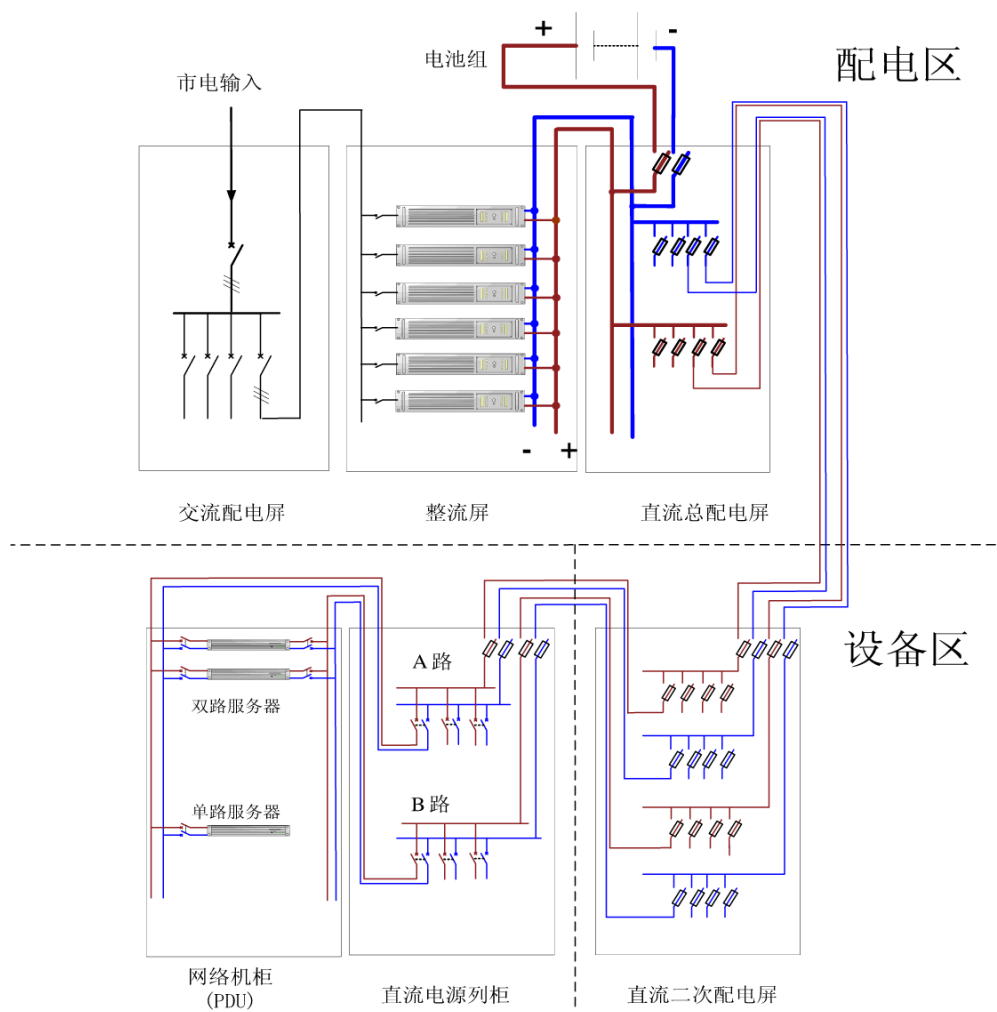 +
-
电池组
配电区
市电输入
- +
交流配电屏
整流屏
直流总配电屏
设备区
A路
双路服务器
B路
单路服务器
网络机柜
(PDU)
直流电源列柜
直流二次配电屏